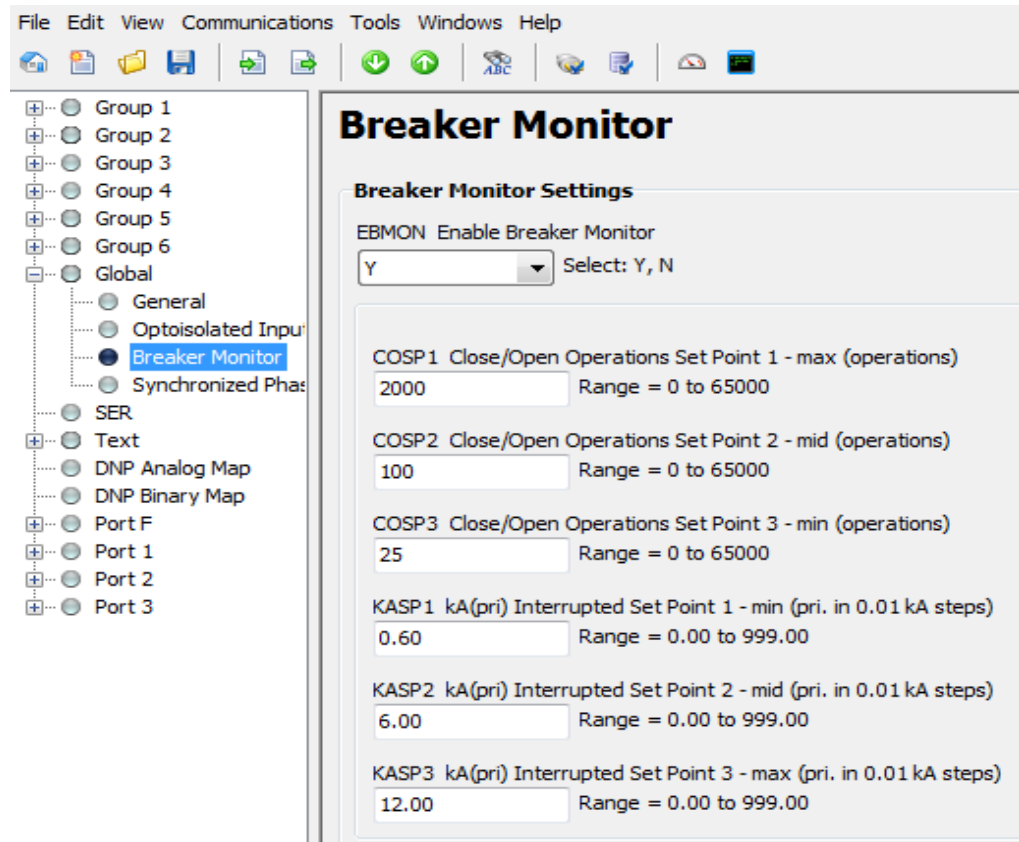 File Edit View Communications Tools Windows Help
ABC
Group 1
Group 2
Group 3
Group 4
Group 5
Group 6
Global
General
Optoisolated Inpu
Breaker Monitor
Synchronized Phas
SER
Text
DNP Analog Map
DNP Binary Map
Port F
Port 1
Port 2
Port 3
Breaker Monitor
Breaker Monitor Settings
EBMON Enable Breaker Monitor
Y Select: Y, N
COSP1 Close/Open Operations Set Point 1 - max (operations)
2000 Range = 0 to 65000
COSP2 Close/Open Operations Set Point 2 - mid (operations)
100 Range = 0 to 65000
COSP3 Close/Open Operations Set Point 3 - min (operations)
25 Range = 0 to 65000
KASP1 kA(pri) Interrupted Set Point 1 - min (pri. in 0.01 kA steps)
0.60 Range = 0.00 to 999.00
KASP2 kA(pri) Interrupted Set Point 2 - mid (pri. in 0.01 kA steps)
6.00 Range = 0.00 to 999.00
KASP3 kA(pri) Interrupted Set Point 3 - max (pri. in 0.01 kA steps)
12.00 Range = 0.00 to 999.00